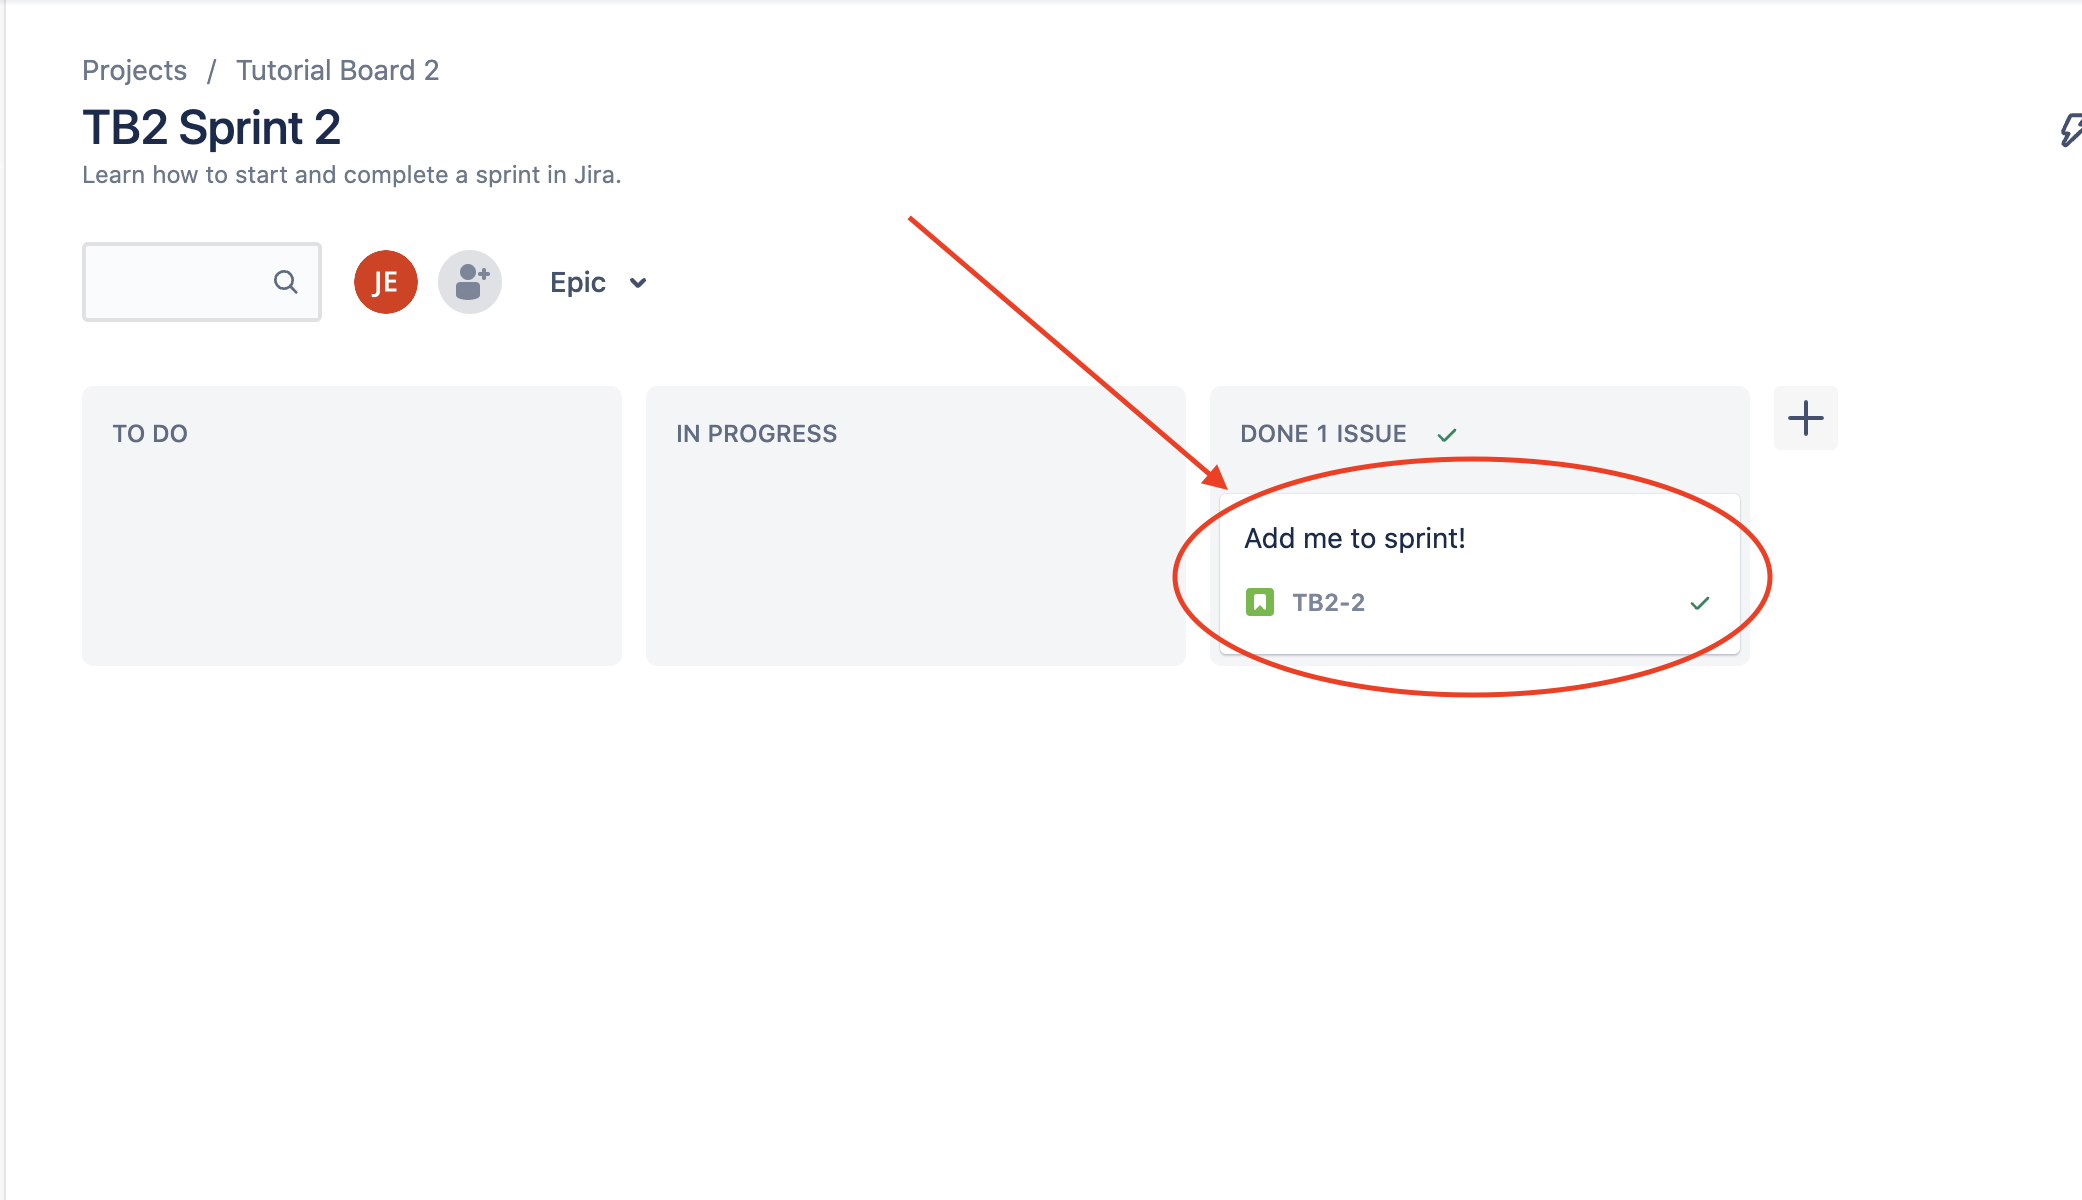 Projects / Tutorial Board 2
TB2 Sprint 2
Learn how to start and complete a sprint in Jira.
JE
Epic
TO DO
IN PROGRESS
DONE 1 ISSUE
Add me to sprint!
TB2-2